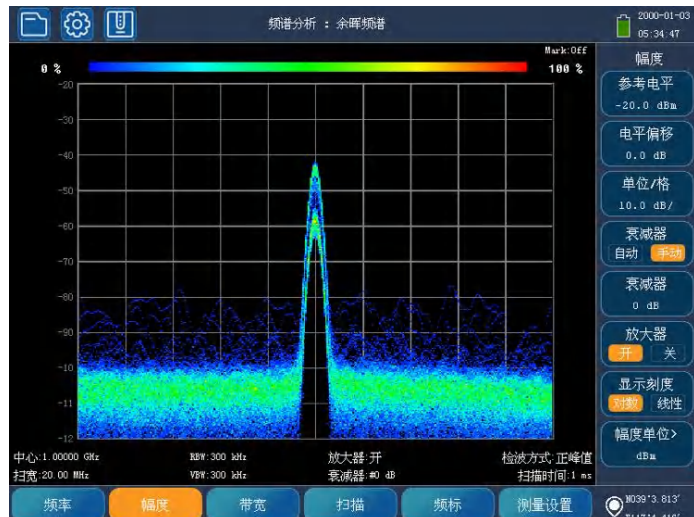 频谱分析 : 余晖频谱
2000-01-03
05:34:47
Mark:Off
0 %
100 %
-20
-30
-40
-50
-60
-70
-80
-90
-10
-11
-12
中心:1.00000 GHz
RBW:300 kHz
放大器:开
检波方式:正峰值
扫宽:20.00 MHz
VBW:300 kHz
衰减器:#0 dB
扫描时间:1 ms
幅度
参考电平
-20.0 dBm
电平偏移
0.0 dB
单位/格
10.0 dB/
衰减器
自动 手动
衰减器
0 dB
放大器
开 关
显示刻度
对数 线性
幅度单位>
dBm
频率
幅度
带宽
扫描
频标
测量设置
N039°3.813'